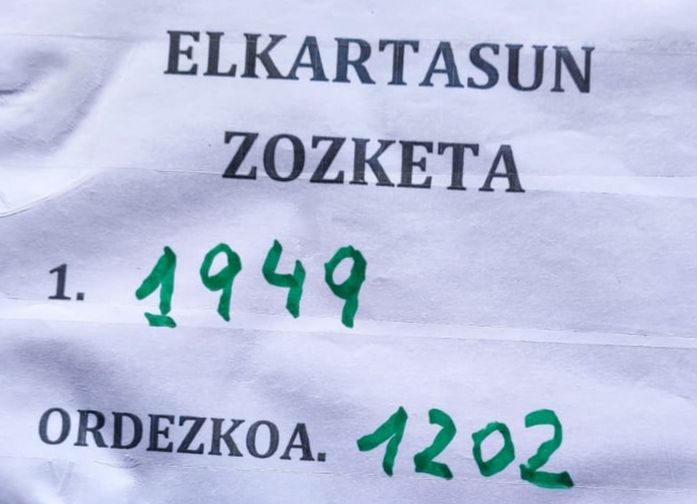 ELKARTASUN
ZOZKETA
1. 1949
ORDEZKOA. 1202